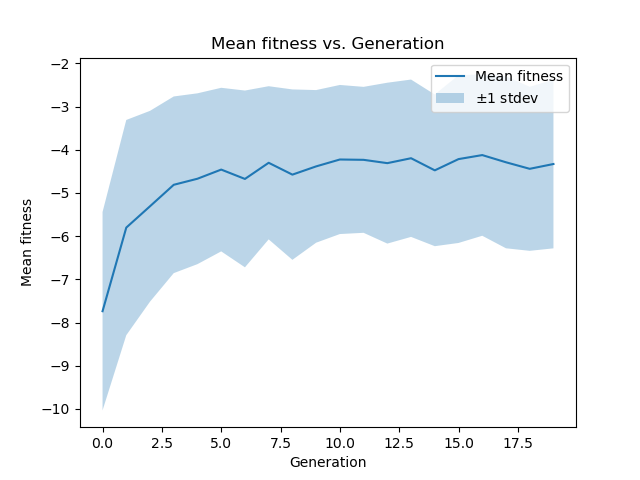 Mean fitness vs. Generation
Mean fitness
±1 stdev
Mean fitness
−2
−3
−4
−5
−6
−7
−8
−9
−10
0.0 2.5 5.0 7.5 10.0 12.5 15.0 17.5
Generation